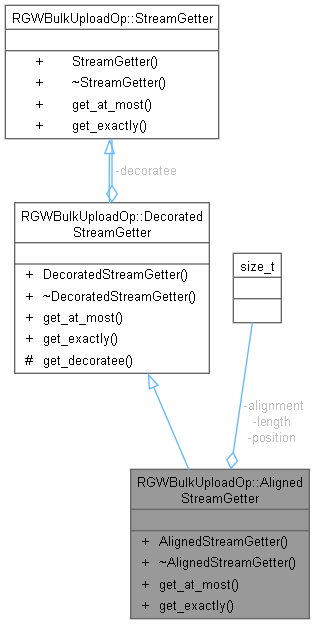 RGWBulkUploadOp::StreamGetter
+ StreamGetter()
+ ~StreamGetter()
+ get_at_most()
+ get_exactly()
-decoratee
RGWBulkUploadOp::Decorated
StreamGetter
+ DecoratedStreamGetter()
+ ~DecoratedStreamGetter()
+ get_at_most()
+ get_exactly()
# get_decoratee()
size_t
-alignment
-length
-position
RGWBulkUploadOp::Aligned
StreamGetter
+ AlignedStreamGetter()
+ ~AlignedStreamGetter()
+ get_at_most()
+ get_exactly()